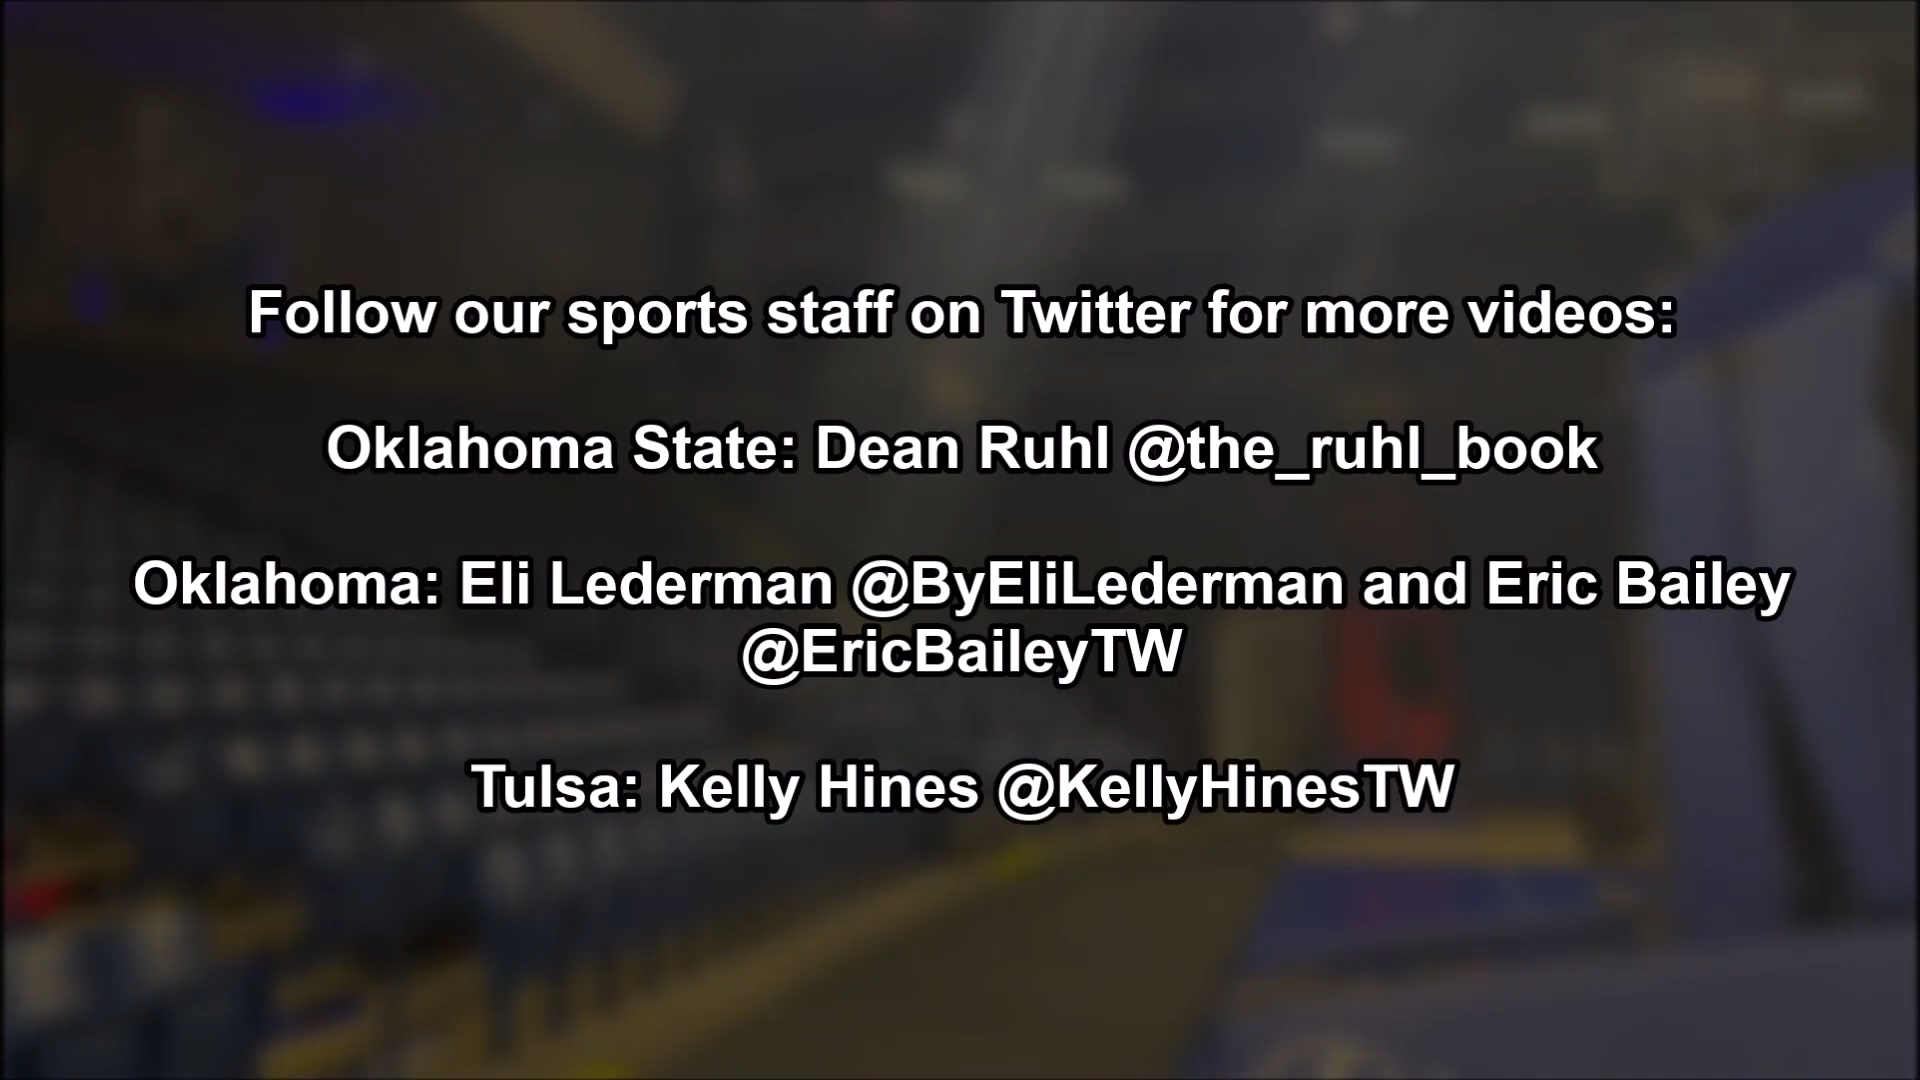 Follow our sports staff on Twitter for more videos:
Oklahoma State: Dean Ruhl @the_ruhl_book
Oklahoma: Eli Lederman @ByEliLederman and Eric Bailey
@EricBaileyTW
Tulsa: Kelly Hines @KellyHinesTW